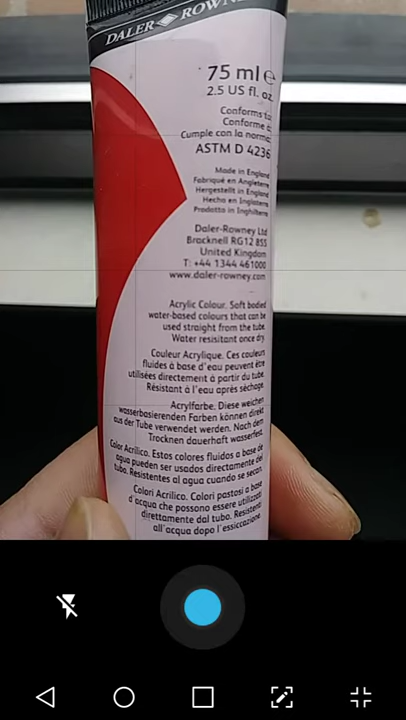 DALER ROWNEY
75 ml e
2.5 US fl. oz.
Conforms to
Conforme à
Cumple con la norma
ASTM D 4236
Made in England
Fabriqué en Angleterre
Hergestellt in England
Hecho en Inglaterra
Prodotto in Inghilterra
Daler-Rowney Ltd
Bracknell RG12 8SS
United Kingdom
T: +44 1344 461000
www.daler-rowney.com
Acrylic Colour. Soft bodied
water-based colours that can be
used straight from the tube.
Water resisitant once dry.
Couleur Acrylique. Ces couleurs
fluides à base d'eau peuvent être
utilisées directement à partir du tube.
Résistant à l'eau après séchage.
Acrylfarbe. Diese weichen
wasserbasierenden Farben können direkt
aus der Tube verwendet werden. Nach dem
Trocknen dauerhaft wasserfest.
Color Acrílico. Estos colores fluidos a base de
agua pueden ser usados directamente del
tubo. Resistentes al agua cuando se secan.
Colori Acrilico. Colori pastosi a base
d'acqua che possono essere utilizzati
direttamente dal tubo. Resistenti
all'acqua dopo l'essiccazione.